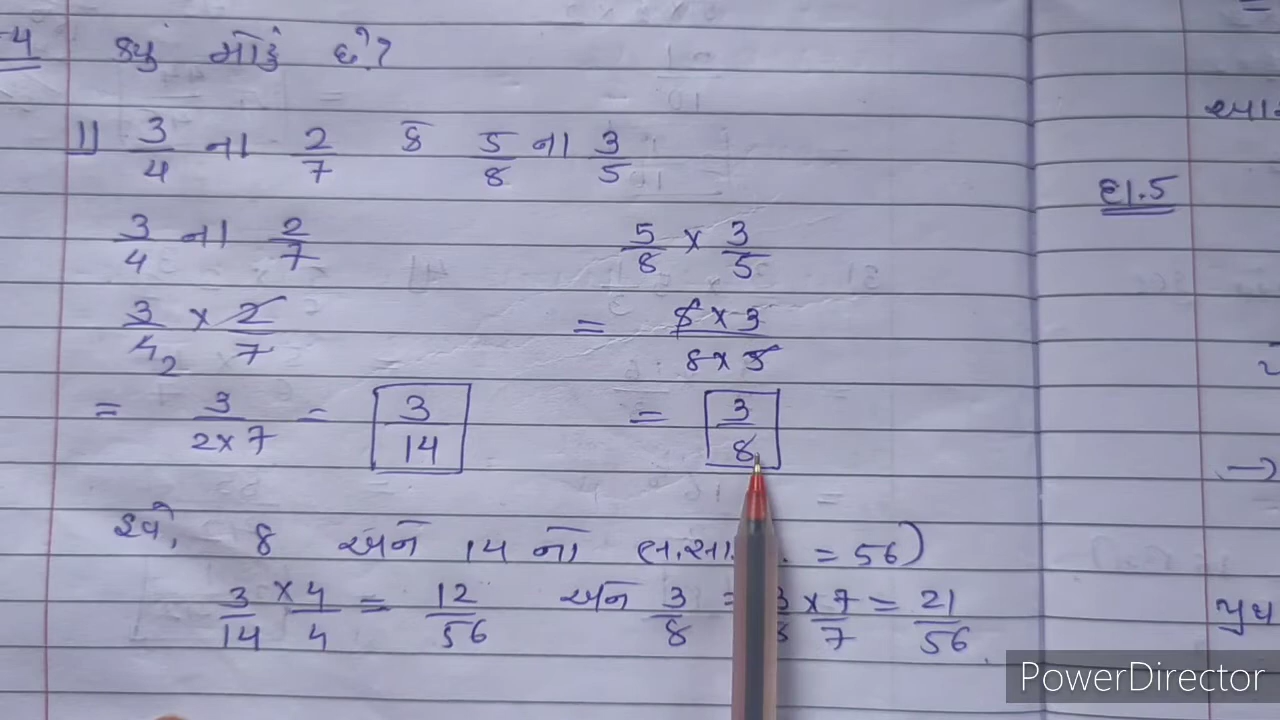 -4 કયું મોટું છે?
1) 3/4 ના 2/7 કે 5/8 ના 3/5
દા.5
3/4 ના 2/7
5/8 × 3/5
3/4 2 × 2/7
= 5 × 3 / 8 × 5
= 3 / 2×7 = 3/14
= 3/8
હવે, 8 અને 14 નો = 56)
3/14 × 4/4 = 12/56 અને 3/8 = × 7/7 = 21/56
PowerDirector